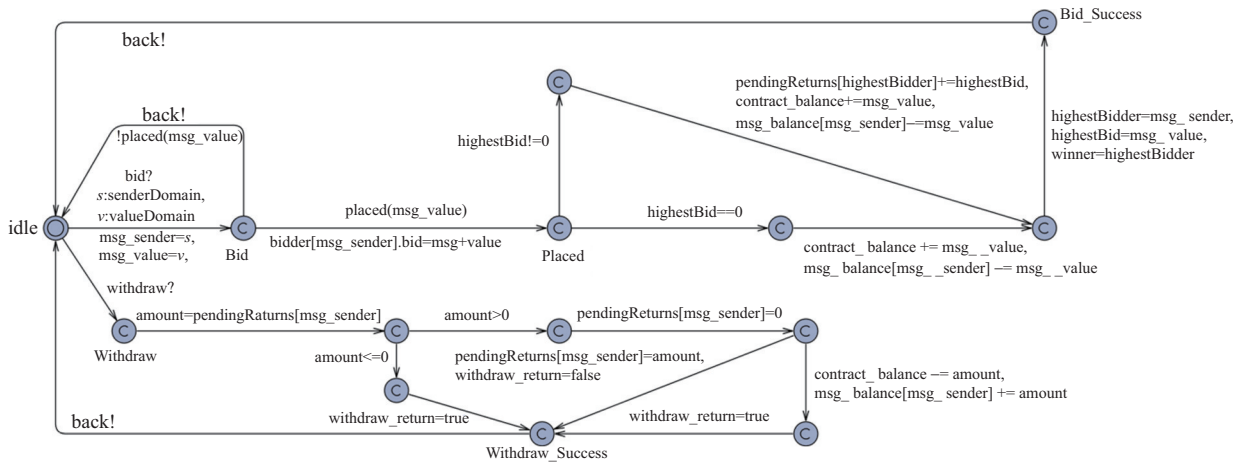 Bid_Success
back!
pendingReturns[highestBidder]+=highestBid,
contract_balance+=msg_value,
msg_balance[msg_sender]−=msg_value
back!
!placed(msg_value)
highestBid!=0
highestBidder=msg_ sender,
highestBid=msg_ value,
winner=highestBidder
bid?
s:senderDomain,
v:valueDomain
msg_sender=s,
msg_value=v,
idle
Bid
placed(msg_value)
bidder[msg_sender].bid=msg+value
Placed
highestBid==0
contract_ balance += msg_ _value,
msg_ balance[msg_ _sender] −= msg_ _value
withdraw?
Withdraw
amount=pendingRaturns[msg_sender]
amount>0
pendingReturns[msg_sender]=0
amount<=0
pendingReturns[msg_sender]=amount,
withdraw_return=false
contract_ balance −= amount,
msg_ balance[msg_ sender] += amount
back!
withdraw_return=true
withdraw_return=true
Withdraw_Success
C
C
C
C
C
C
C
C
C
C
C
C
C